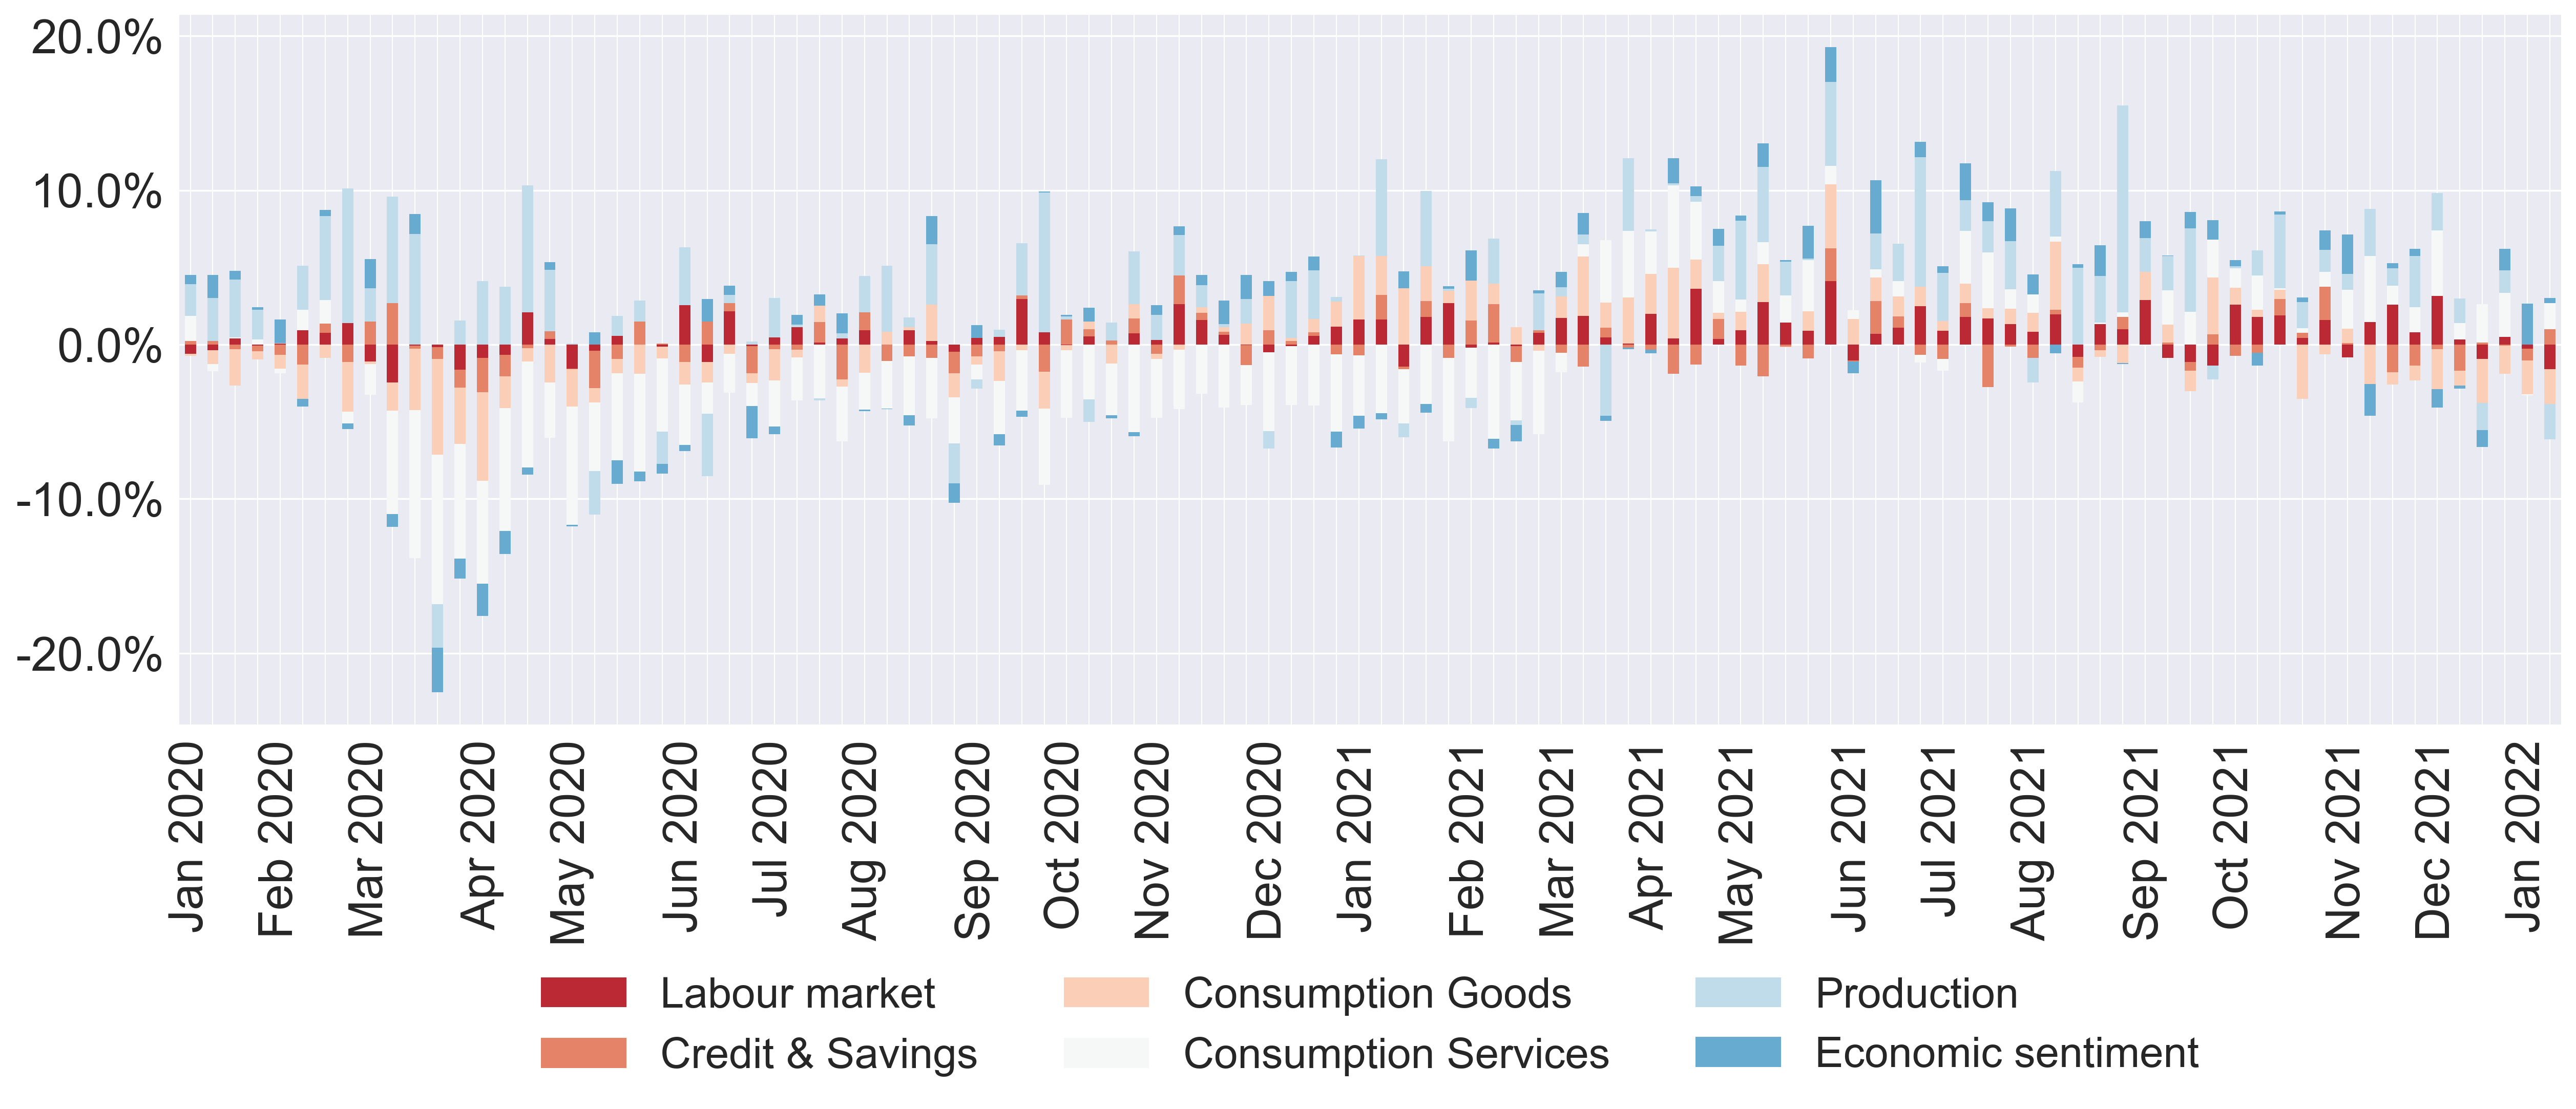 20.0%
10.0%
0.0%
-10.0%
-20.0%
Jan 2020
Feb 2020
Mar 2020
Apr 2020
May 2020
Jun 2020
Jul 2020
Aug 2020
Sep 2020
Oct 2020
Nov 2020
Dec 2020
Jan 2021
Feb 2021
Mar 2021
Apr 2021
May 2021
Jun 2021
Jul 2021
Aug 2021
Sep 2021
Oct 2021
Nov 2021
Dec 2021
Jan 2022
Labour market
Consumption Goods
Production
Credit & Savings
Consumption Services
Economic sentiment